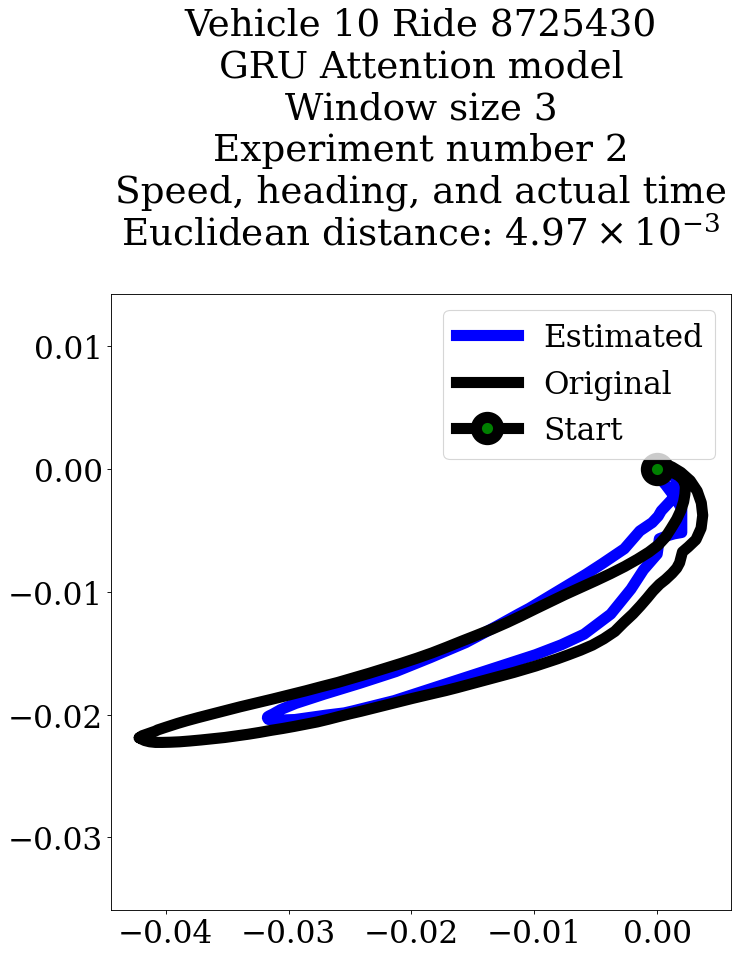 Vehicle 10 Ride 8725430
GRU Attention model
Window size 3
Experiment number 2
Speed, heading, and actual time
Euclidean distance: 4.97 × 10⁻³
Estimated
Original
Start
0.01
0.00
−0.01
−0.02
−0.03
−0.04 −0.03 −0.02 −0.01 0.00